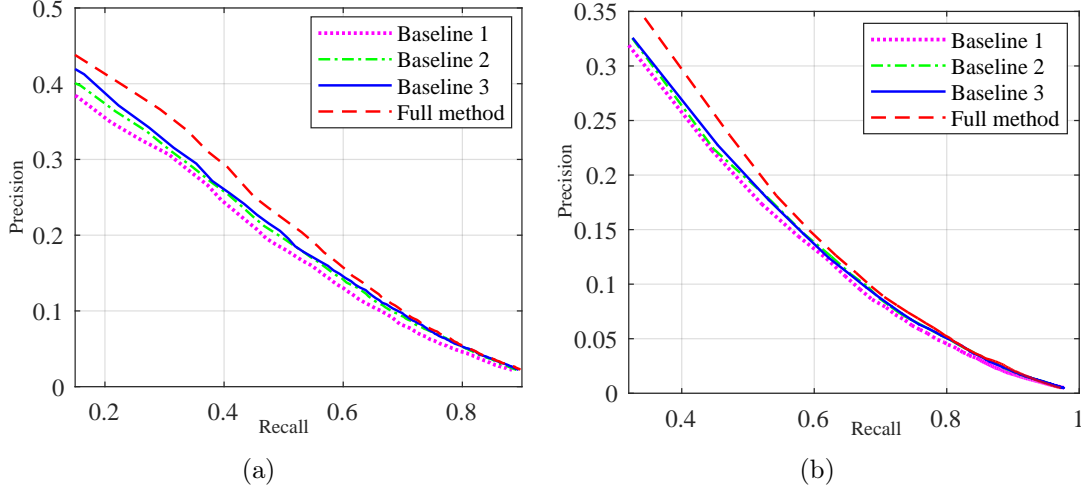 0.5
0.4
0.3
0.2
0.1
0
Precision
0.2
0.4
0.6
0.8
Recall
Baseline 1
Baseline 2
Baseline 3
Full method
(a)
0.35
0.3
0.25
0.2
0.15
0.1
0.05
0
Precision
0.4
0.6
0.8
1
Recall
Baseline 1
Baseline 2
Baseline 3
Full method
(b)